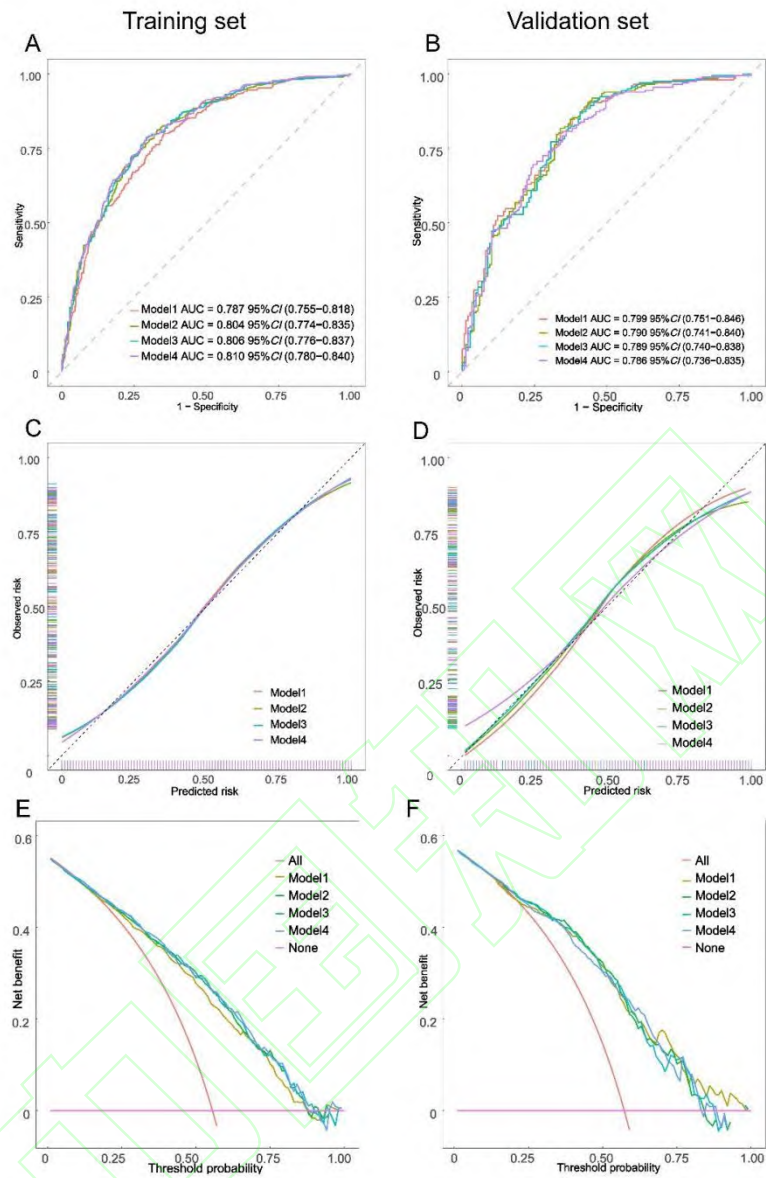 Training set
Validation set
A
B
1.00
0.75
0.50
0.25
0
Sensitivity
Model1 AUC = 0.787 95%CI (0.755−0.818)
Model2 AUC = 0.804 95%CI (0.774−0.835)
Model3 AUC = 0.806 95%CI (0.776−0.837)
Model4 AUC = 0.810 95%CI (0.780−0.840)
0
0.25
0.50
0.75
1.00
1 − Specificity
1.00
0.75
0.50
0.25
0
Sensitivity
Model1 AUC = 0.799 95%CI (0.751−0.846)
Model2 AUC = 0.790 95%CI (0.741−0.840)
Model3 AUC = 0.789 95%CI (0.740−0.838)
Model4 AUC = 0.786 95%CI (0.736−0.835)
0
0.25
0.50
0.75
1.00
1 − Specificity
C
D
1.00
0.75
0.50
0.25
0
Observed risk
Model1
Model2
Model3
Model4
0
0.25
0.50
0.75
1.00
Predicted risk
1.00
0.75
0.50
0.25
0
Observed risk
Model1
Model2
Model3
Model4
0
0.25
0.50
0.75
1.00
Predicted risk
E
F
0.6
0.4
0.2
0
Net benefit
All
Model1
Model2
Model3
Model4
None
0
0.25
0.50
0.75
1.00
Threshold probability
0.6
0.4
0.2
0
Net benefit
All
Model1
Model2
Model3
Model4
None
0
0.25
0.50
0.75
1.00
Threshold probability